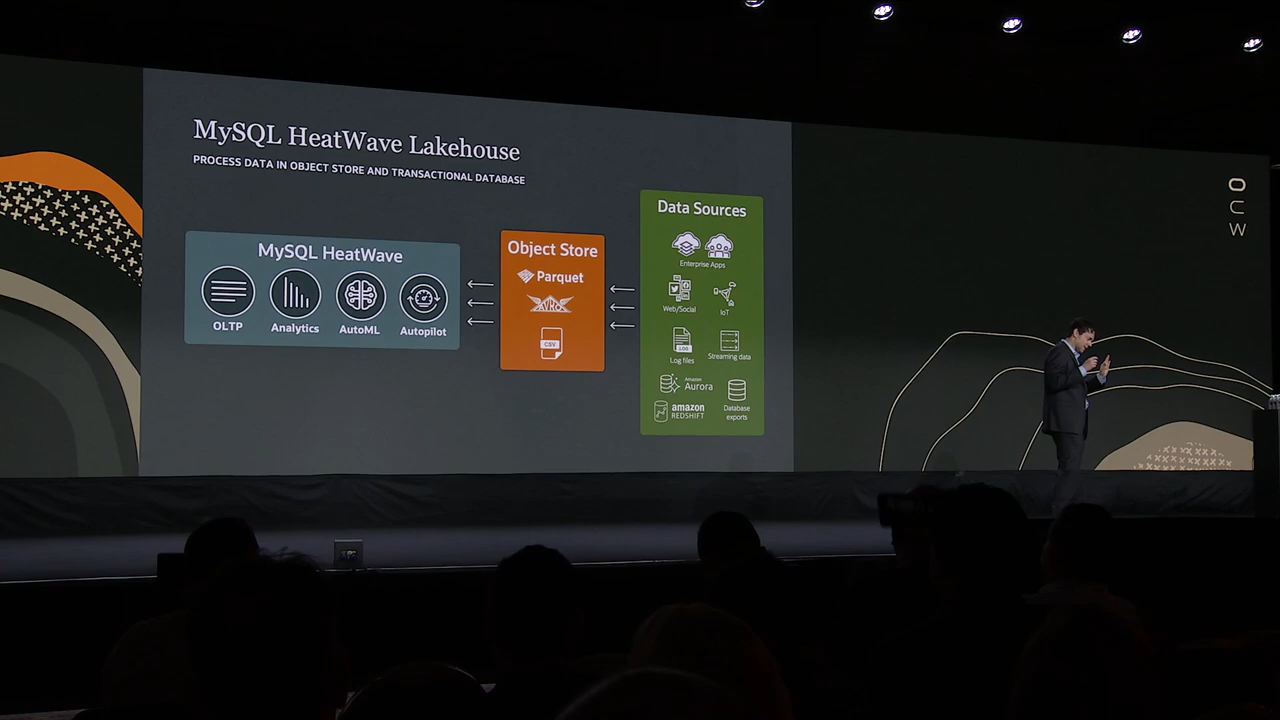 MySQL HeatWave Lakehouse
PROCESS DATA IN OBJECT STORE AND TRANSACTIONAL DATABASE
MySQL HeatWave
OLTP
Analytics
AutoML
Autopilot
Object Store
Parquet
AVRO
CSV
Data Sources
Enterprise Apps
Web/Social
IoT
LOG
Log files
Streaming data
Amazon
Aurora
amazon
REDSHIFT
Database
exports
O
C
W